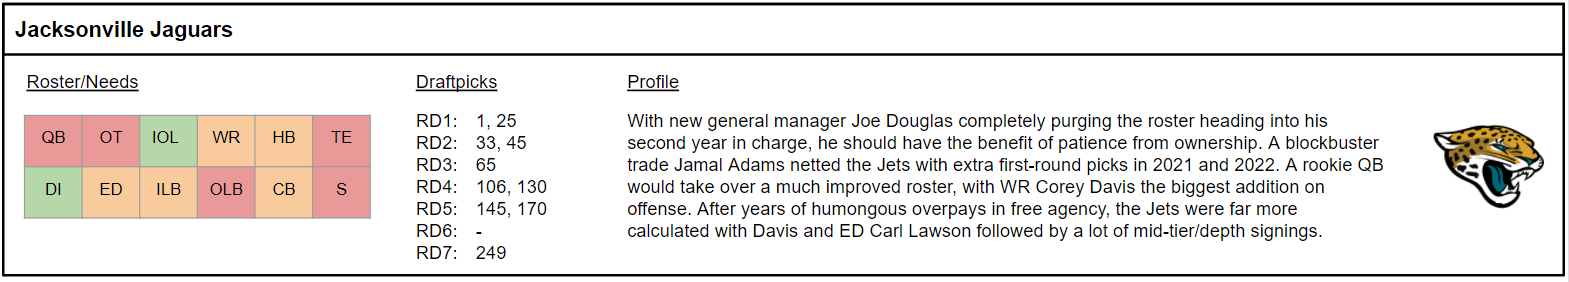 Jacksonville Jaguars
Roster/Needs
QB OT IOL WR HB TE
DI ED ILB OLB CB S
Draftpicks
RD1: 1, 25
RD2: 33, 45
RD3: 65
RD4: 106, 130
RD5: 145, 170
RD6: -
RD7: 249
Profile
With new general manager Joe Douglas completely purging the roster heading into his
second year in charge, he should have the benefit of patience from ownership. A blockbuster
trade Jamal Adams netted the Jets with extra first-round picks in 2021 and 2022. A rookie QB
would take over a much improved roster, with WR Corey Davis the biggest addition on
offense. After years of humongous overpays in free agency, the Jets were far more
calculated with Davis and ED Carl Lawson followed by a lot of mid-tier/depth signings.